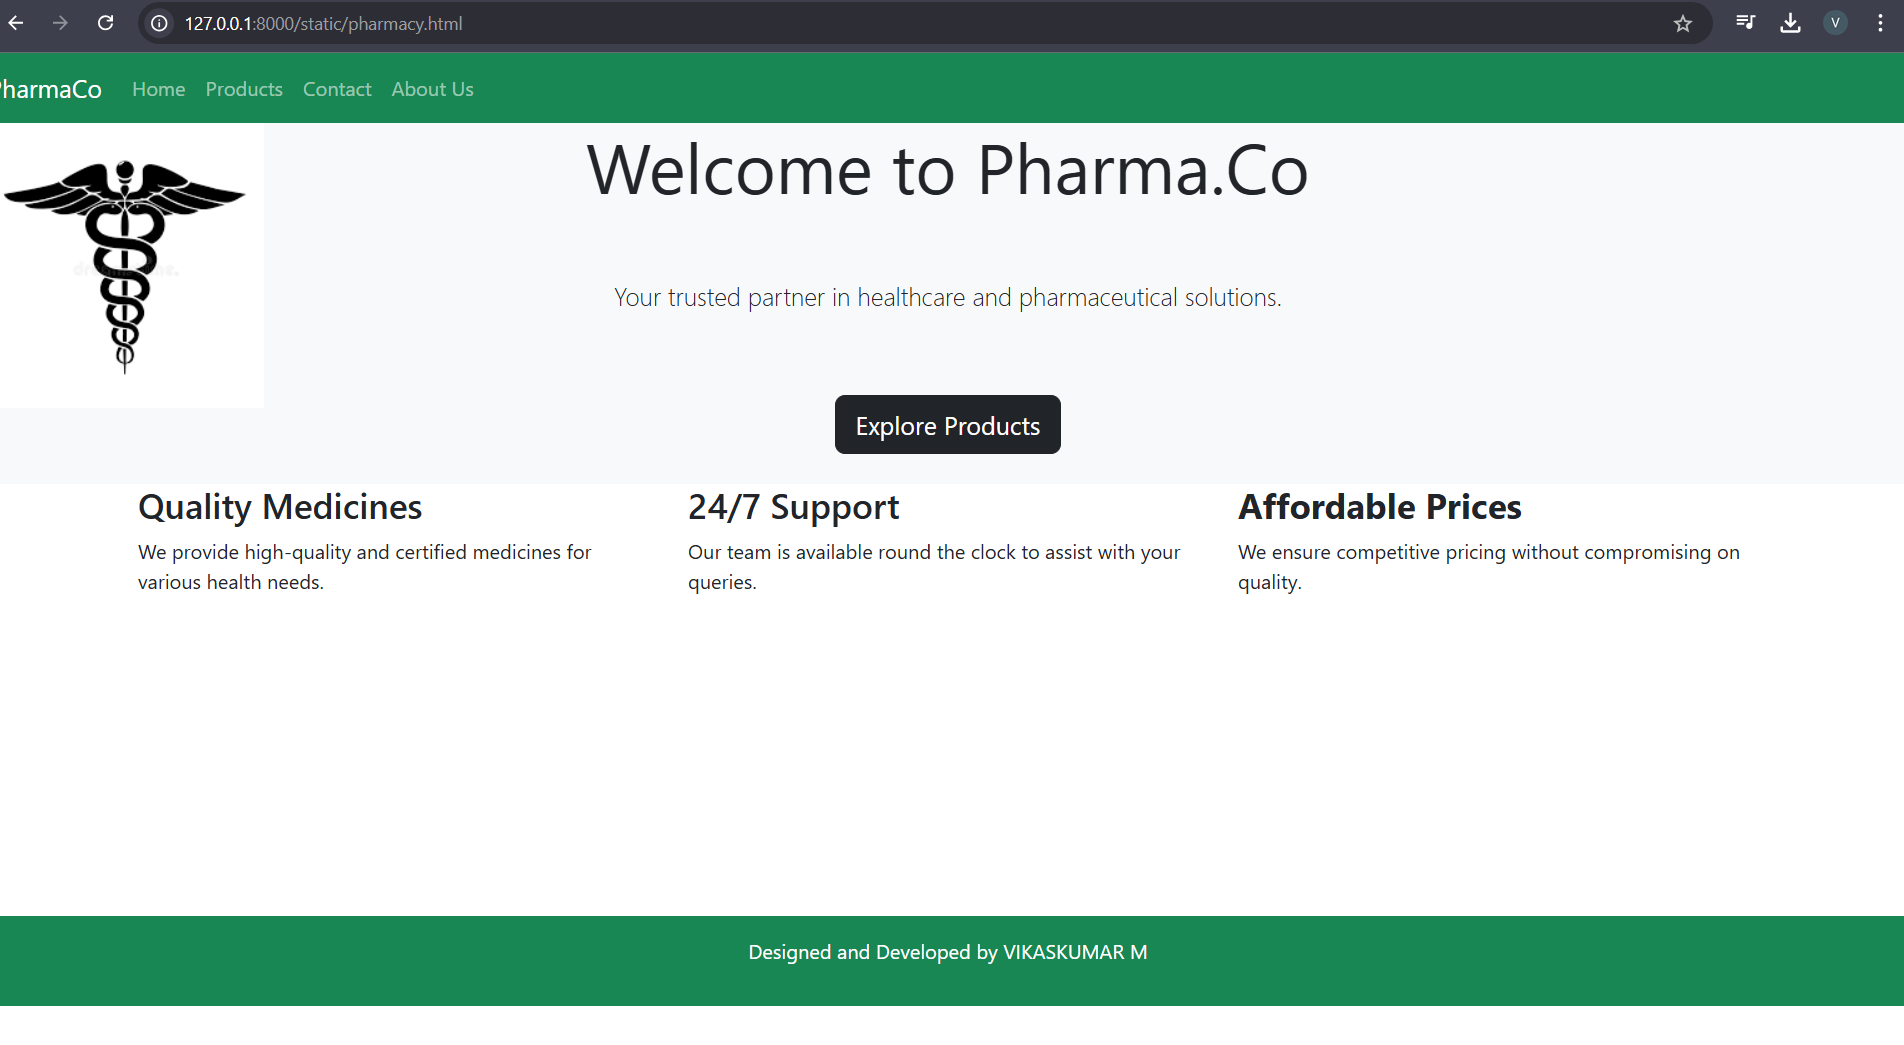 127.0.0.1:8000/static/pharmacy.html
V
PharmaCo Home Products Contact About Us
Welcome to Pharma.Co
Your trusted partner in healthcare and pharmaceutical solutions.
Explore Products
Quality Medicines
We provide high-quality and certified medicines for
various health needs.
24/7 Support
Our team is available round the clock to assist with your
queries.
Affordable Prices
We ensure competitive pricing without compromising on
quality.
Designed and Developed by VIKASKUMAR M